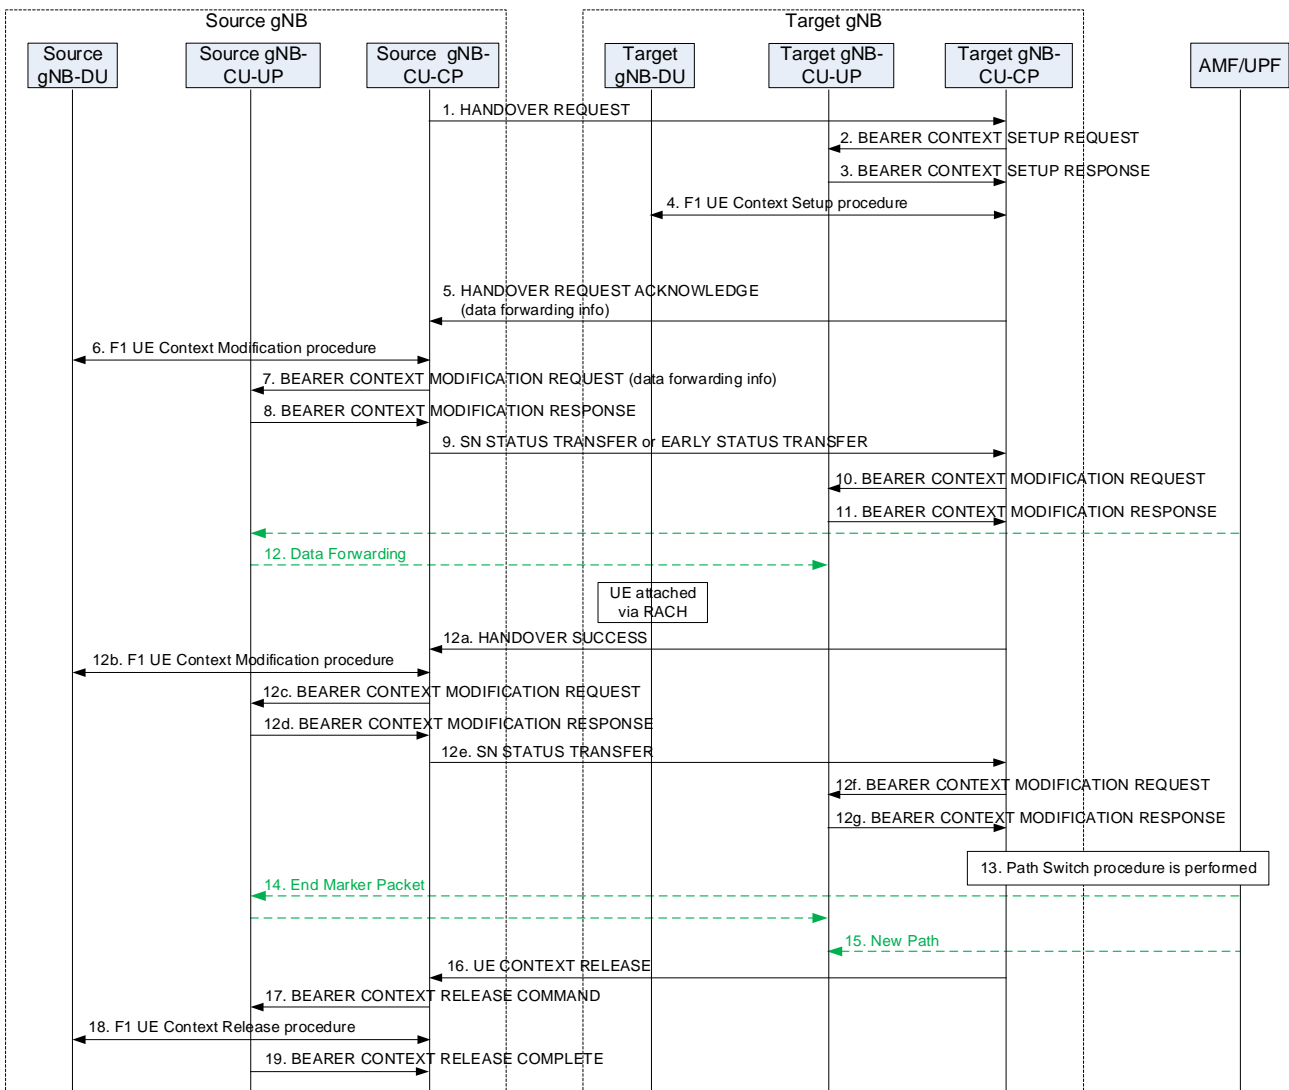 Source gNB
Target gNB
Source
gNB-DU
Source gNB-
CU-UP
Source gNB-
CU-CP
Target
gNB-DU
Target gNB-
CU-UP
Target gNB-
CU-CP
AMF/UPF
1. HANDOVER REQUEST
2. BEARER CONTEXT SETUP REQUEST
3. BEARER CONTEXT SETUP RESPONSE
4. F1 UE Context Setup procedure
5. HANDOVER REQUEST ACKNOWLEDGE
(data forwarding info)
6. F1 UE Context Modification procedure
7. BEARER CONTEXT MODIFICATION REQUEST (data forwarding info)
8. BEARER CONTEXT MODIFICATION RESPONSE
9. SN STATUS TRANSFER or EARLY STATUS TRANSFER
10. BEARER CONTEXT MODIFICATION REQUEST
11. BEARER CONTEXT MODIFICATION RESPONSE
12. Data Forwarding
UE attached
via RACH
12a. HANDOVER SUCCESS
12b. F1 UE Context Modification procedure
12c. BEARER CONTEXT MODIFICATION REQUEST
12d. BEARER CONTEXT MODIFICATION RESPONSE
12e. SN STATUS TRANSFER
12f. BEARER CONTEXT MODIFICATION REQUEST
12g. BEARER CONTEXT MODIFICATION RESPONSE
13. Path Switch procedure is performed
14. End Marker Packet
15. New Path
16. UE CONTEXT RELEASE
17. BEARER CONTEXT RELEASE COMMAND
18. F1 UE Context Release procedure
19. BEARER CONTEXT RELEASE COMPLETE